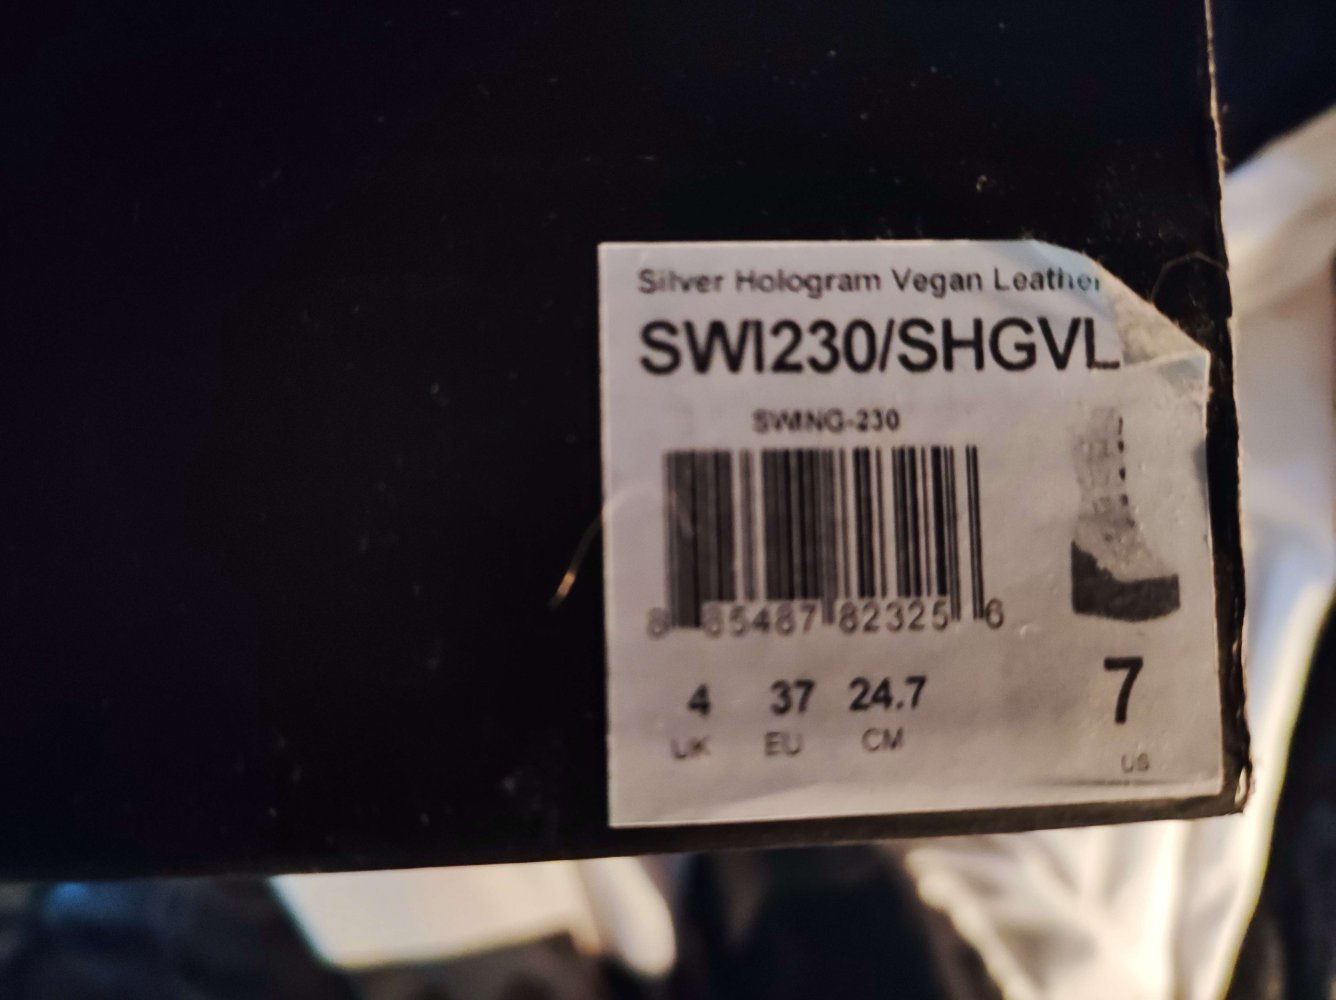 Silver Hologram Vegan Leather
SWI230/SHGVL
SWING-230
8 85487 82325 6
4 37 24.7
UK EU CM
7
US